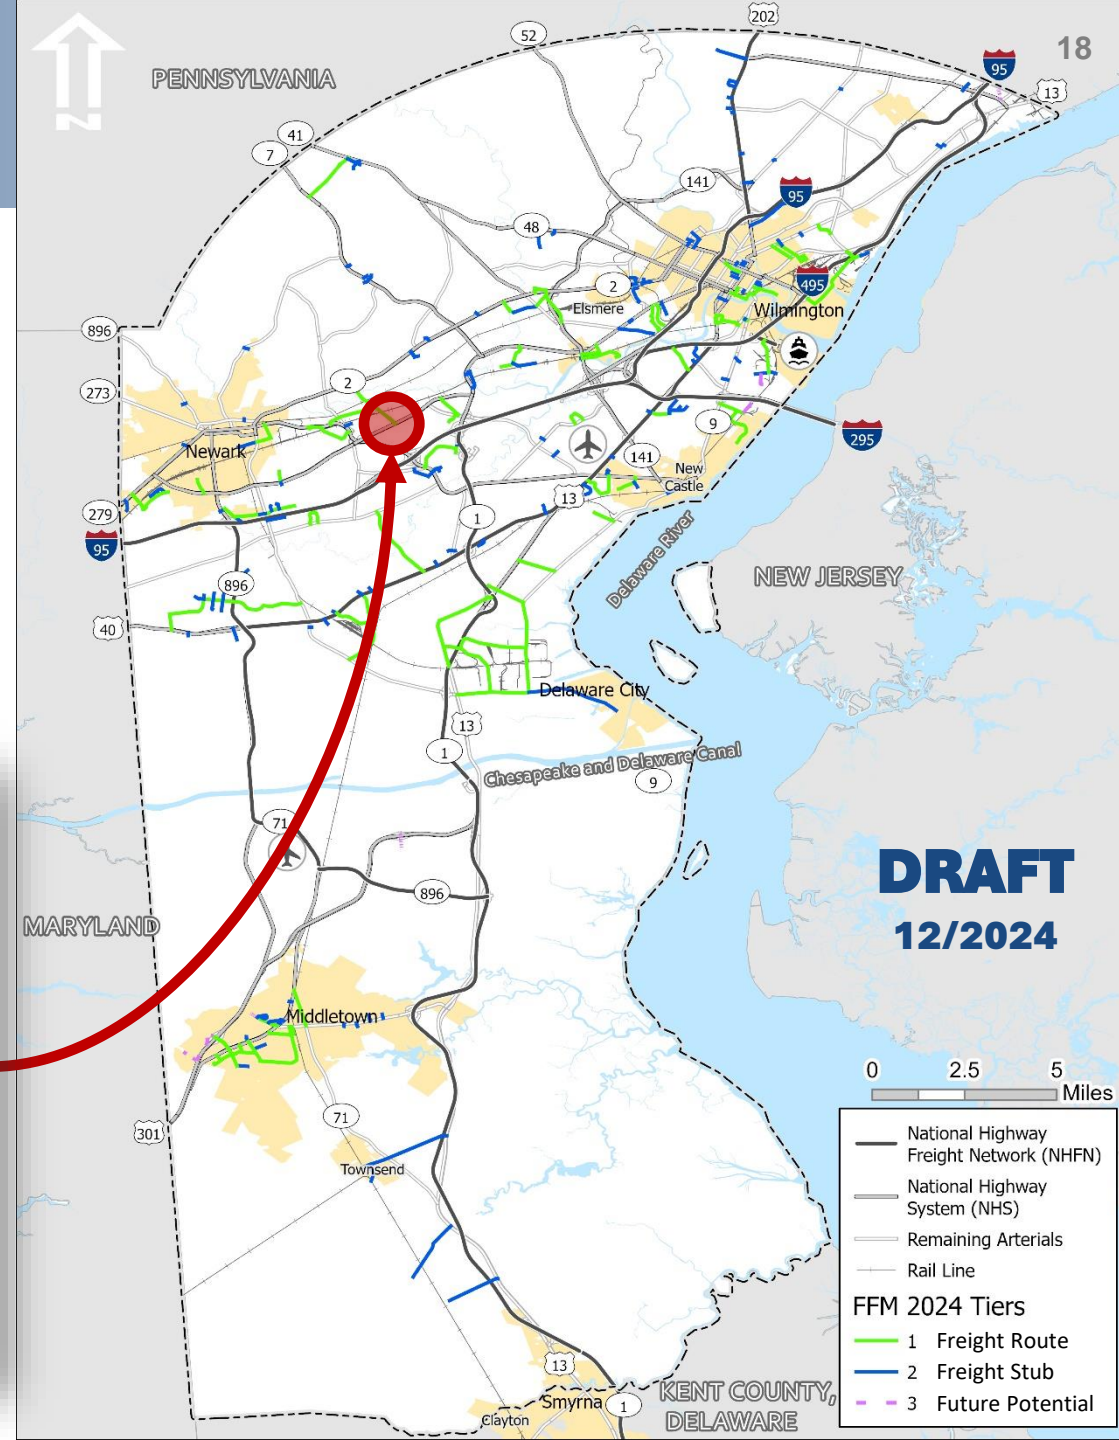 202
52
95
18
PENNSYLVANIA
13
41
7
141
95
48
2
495
Elsmere
Wilmington
896
2
273
9
295
Newark
141
New
Castle
13
279
1
95
Delaware River
NEW JERSEY
896
40
Delaware City
13
1
Chesapeake and Delaware Canal
9
71
DRAFT
896
MARYLAND
12/2024
Middletown
0 2.5 5
Miles
71
301
Townsend
National Highway
Freight Network (NHFN)
National Highway
System (NHS)
Remaining Arterials
Rail Line
FFM 2024 Tiers
1 Freight Route
2 Freight Stub
3 Future Potential
13
Smyrna
1
KENT COUNTY,
DELAWARE
Clayton
N